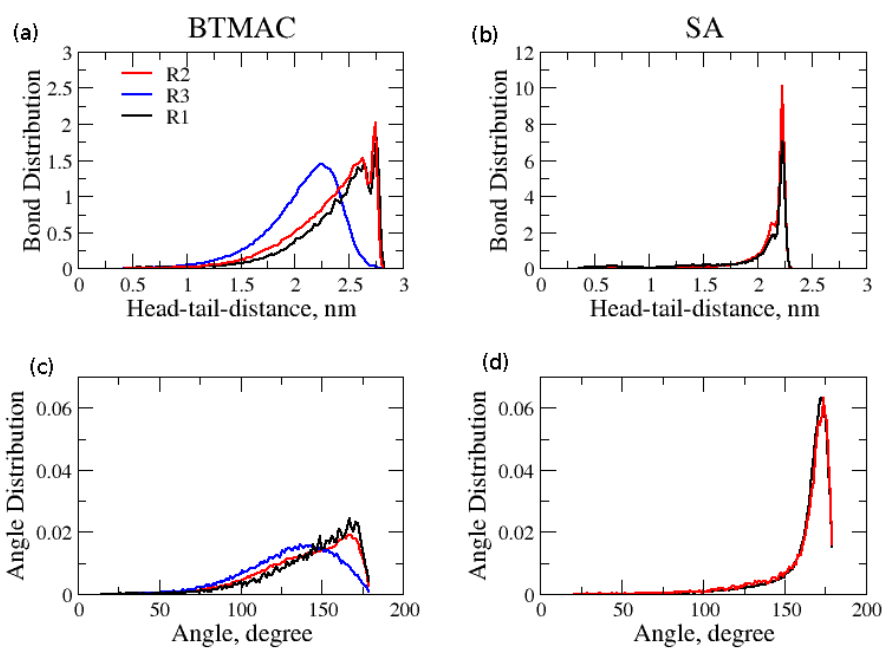 BTMAC
SA
(a)
(b)
3
2.5
2
1.5
1
0.5
0
Bond Distribution
R2
R3
R1
0 0.5 1 1.5 2 2.5 3
Head-tail-distance, nm
12
10
8
6
4
2
0
Bond Distribution
0 0.5 1 1.5 2 2.5 3
Head-tail-distance, nm
(c)
(d)
0.06
0.04
0.02
0
Angle Distribution
0 50 100 150 200
Angle, degree
0.06
0.04
0.02
0
Angle Distribution
0 50 100 150 200
Angle, degree